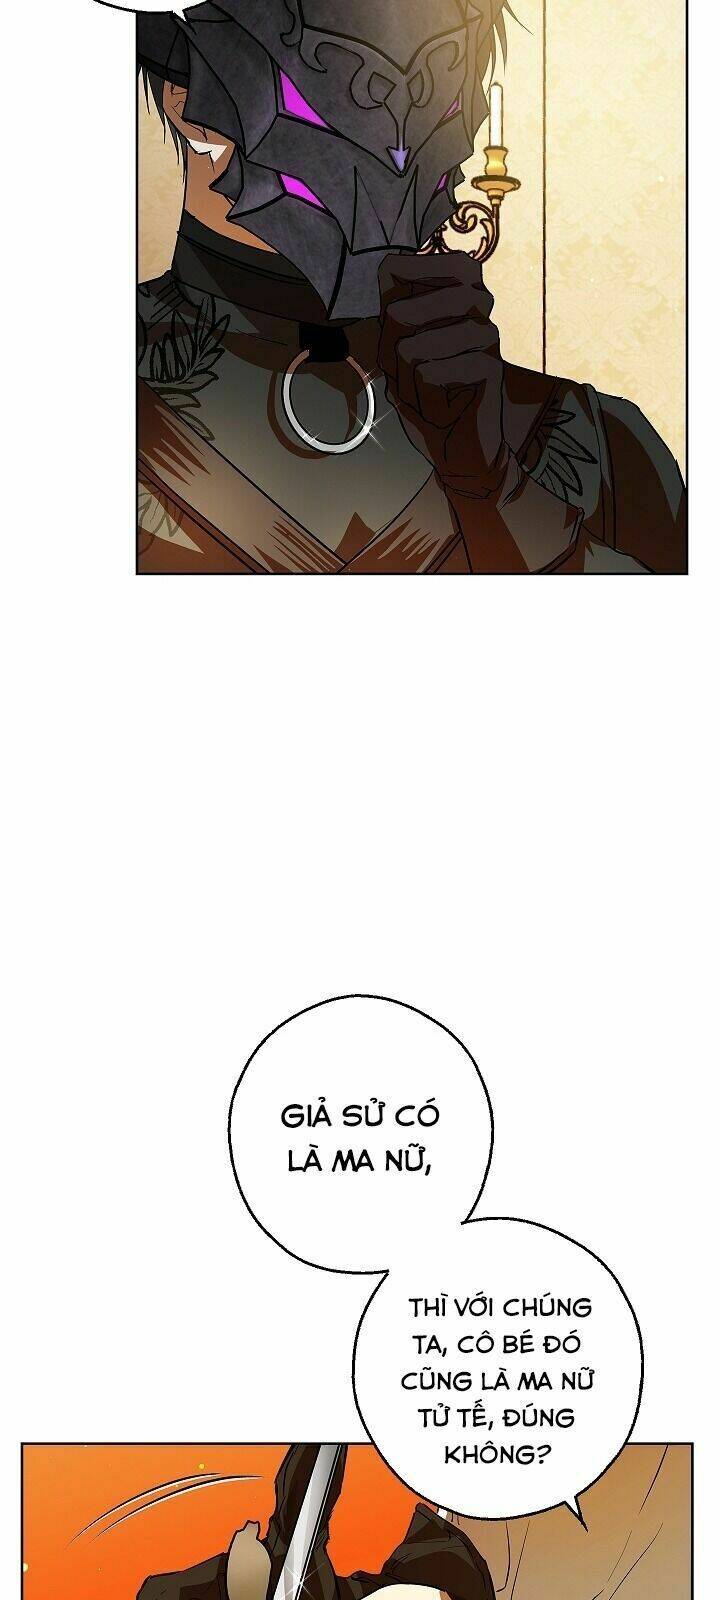 GIẢ SỬ CÓ
LÀ MA NỮ,
THÌ VỚI CHÚNG
TA, CÔ BÉ ĐÓ
CŨNG LÀ MA NỮ
TỬ TẾ, ĐÚNG
KHÔNG?